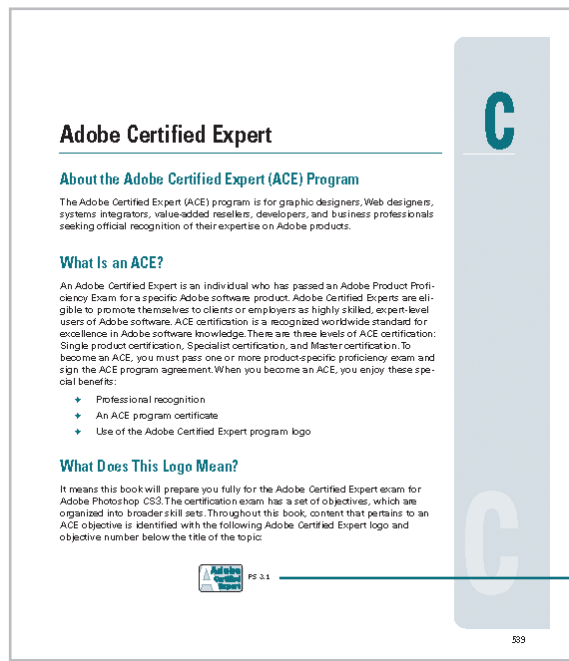 C
Adobe Certified Expert
About the Adobe Certified Expert (ACE) Program
The Adobe Certified Expert (ACE) program is for graphic designers, Web designers,
systems integrators, value-added resellers, developers, and business professionals
seeking official recognition of their expertise on Adobe products.
What Is an ACE?
An Adobe Certified Expert is an individual who has passed an Adobe Product Profi-
ciency Exam for a specific Adobe software product. Adobe Certified Experts are eli-
gible to promote themselves to clients or employers as highly skilled, expert-level
users of Adobe software. ACE certification is a recognized worldwide standard for
excellence in Adobe software knowledge. There are three levels of ACE certification:
Single product certification, Specialist certification, and Master certification. To
become an ACE, you must pass one or more product-specific proficiency exam and
sign the ACE program agreement. When you become an ACE, you enjoy these spe-
cial benefits:
Professional recognition
An ACE program certificate
Use of the Adobe Certified Expert program logo
What Does This Logo Mean?
It means this book will prepare you fully for the Adobe Certified Expert exam for
Adobe Photoshop CS3. The certification exam has a set of objectives, which are
organized into broader skill sets. Throughout this book, content that pertains to an
ACE objective is identified with the following Adobe Certified Expert logo and
objective number below the title of the topic:
Adobe
Certified
Expert
PS 3.1
C
539